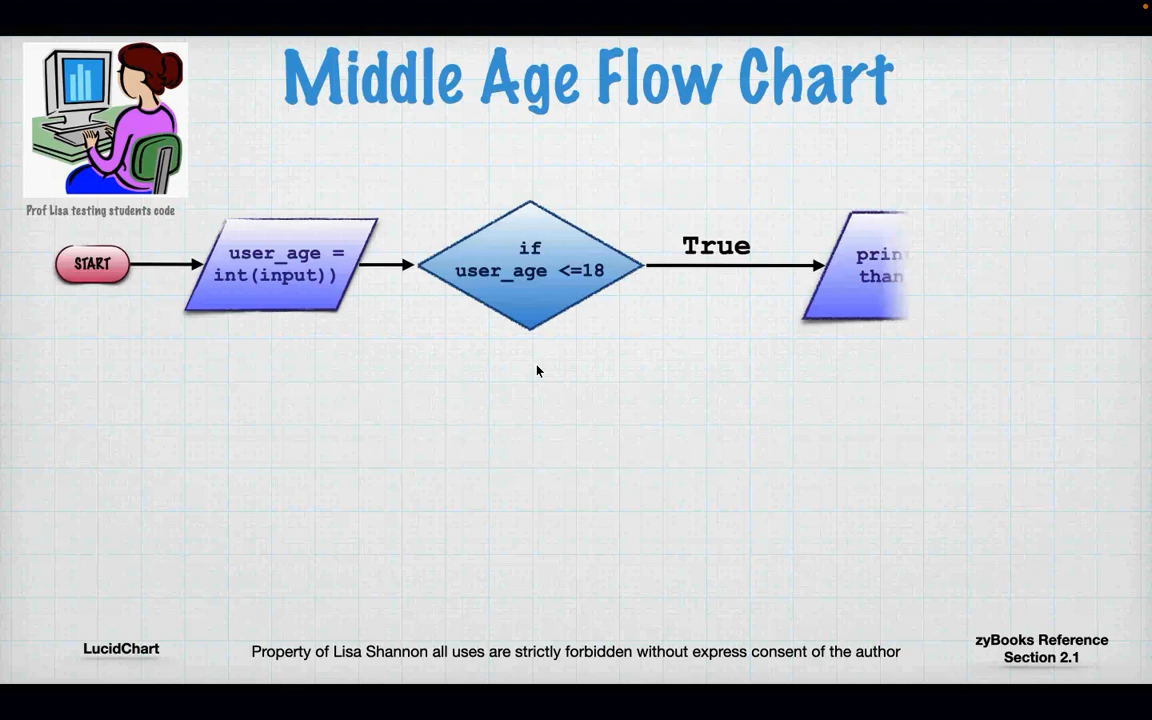 Middle Age Flow Chart
Prof Lisa testing students code
START
user_age =
int(input))
if
user_age <=18
True
than
LucidChart
Property of Lisa Shannon all uses are strictly forbidden without express consent of the author
zyBooks Reference
Section 2.1